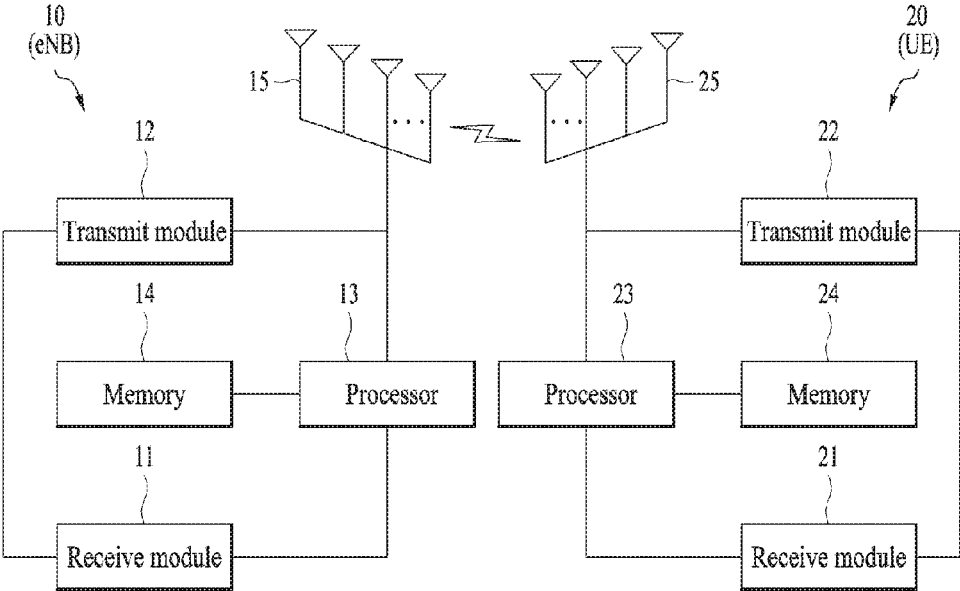 10
(eNB)
20
(UE)
15
25
12
22
Transmit module
Transmit module
14
13
23
24
Memory
Processor
Processor
Memory
11
21
Receive module
Receive module